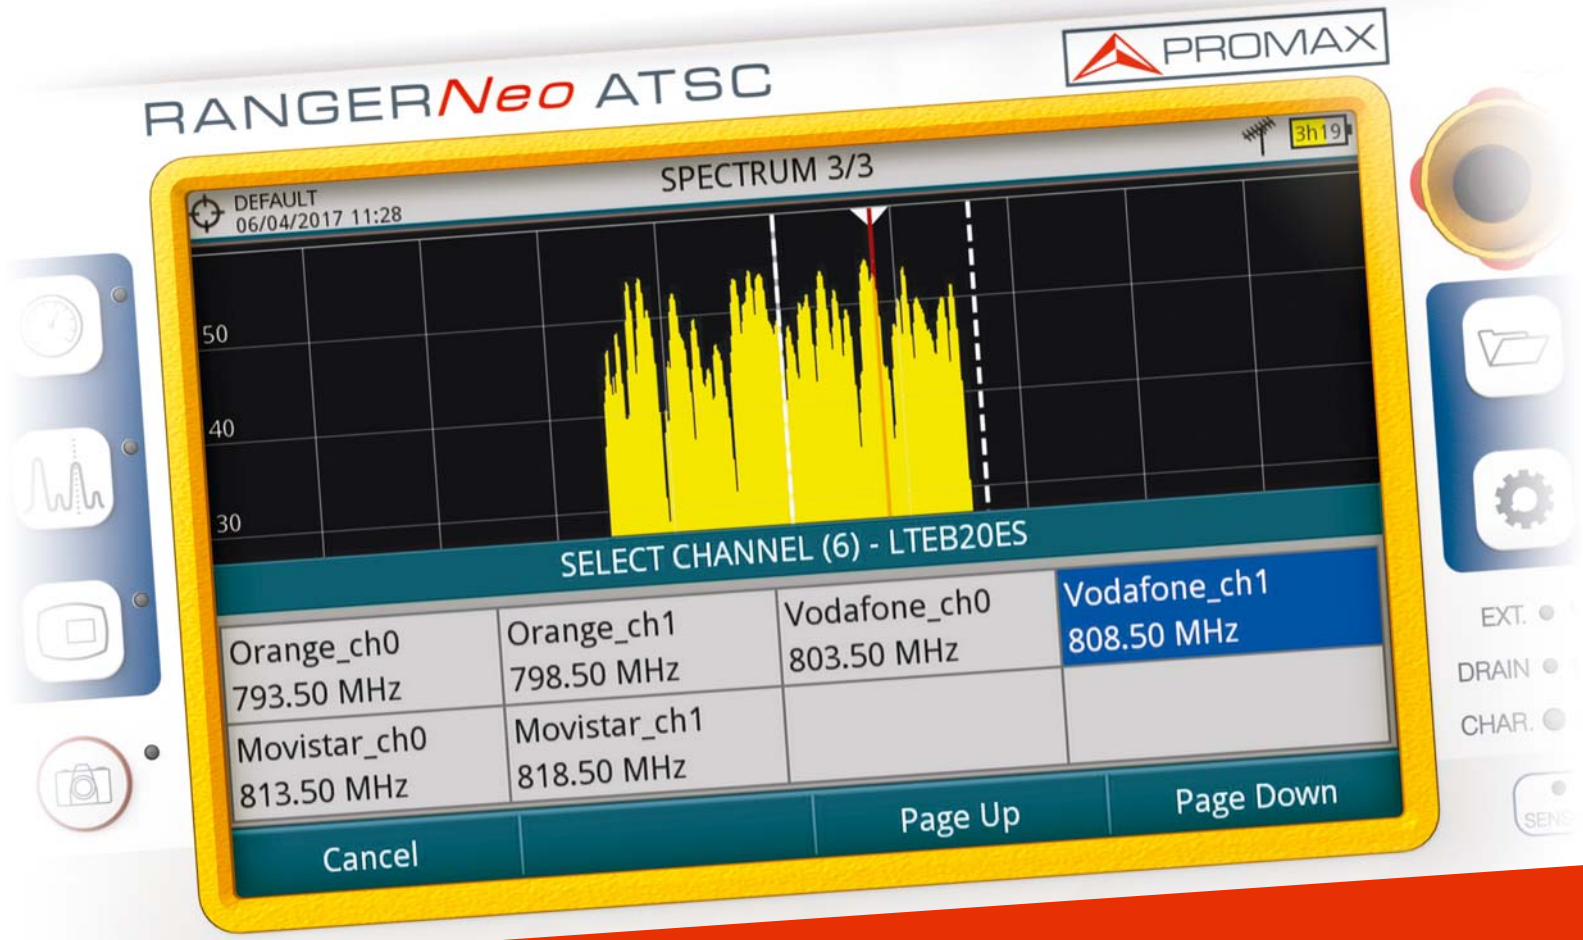 RANGERNeo ATSC
PROMAX
DEFAULT
06/04/2017 11:28
SPECTRUM 3/3
3h19
50
40
30
SELECT CHANNEL (6) - LTEB20ES
Orange_ch0
793.50 MHz
Orange_ch1
798.50 MHz
Vodafone_ch0
803.50 MHz
Vodafone_ch1
808.50 MHz
Movistar_ch0
813.50 MHz
Movistar_ch1
818.50 MHz
Cancel
Page Up
Page Down
EXT.
DRAIN
CHAR.
SENS